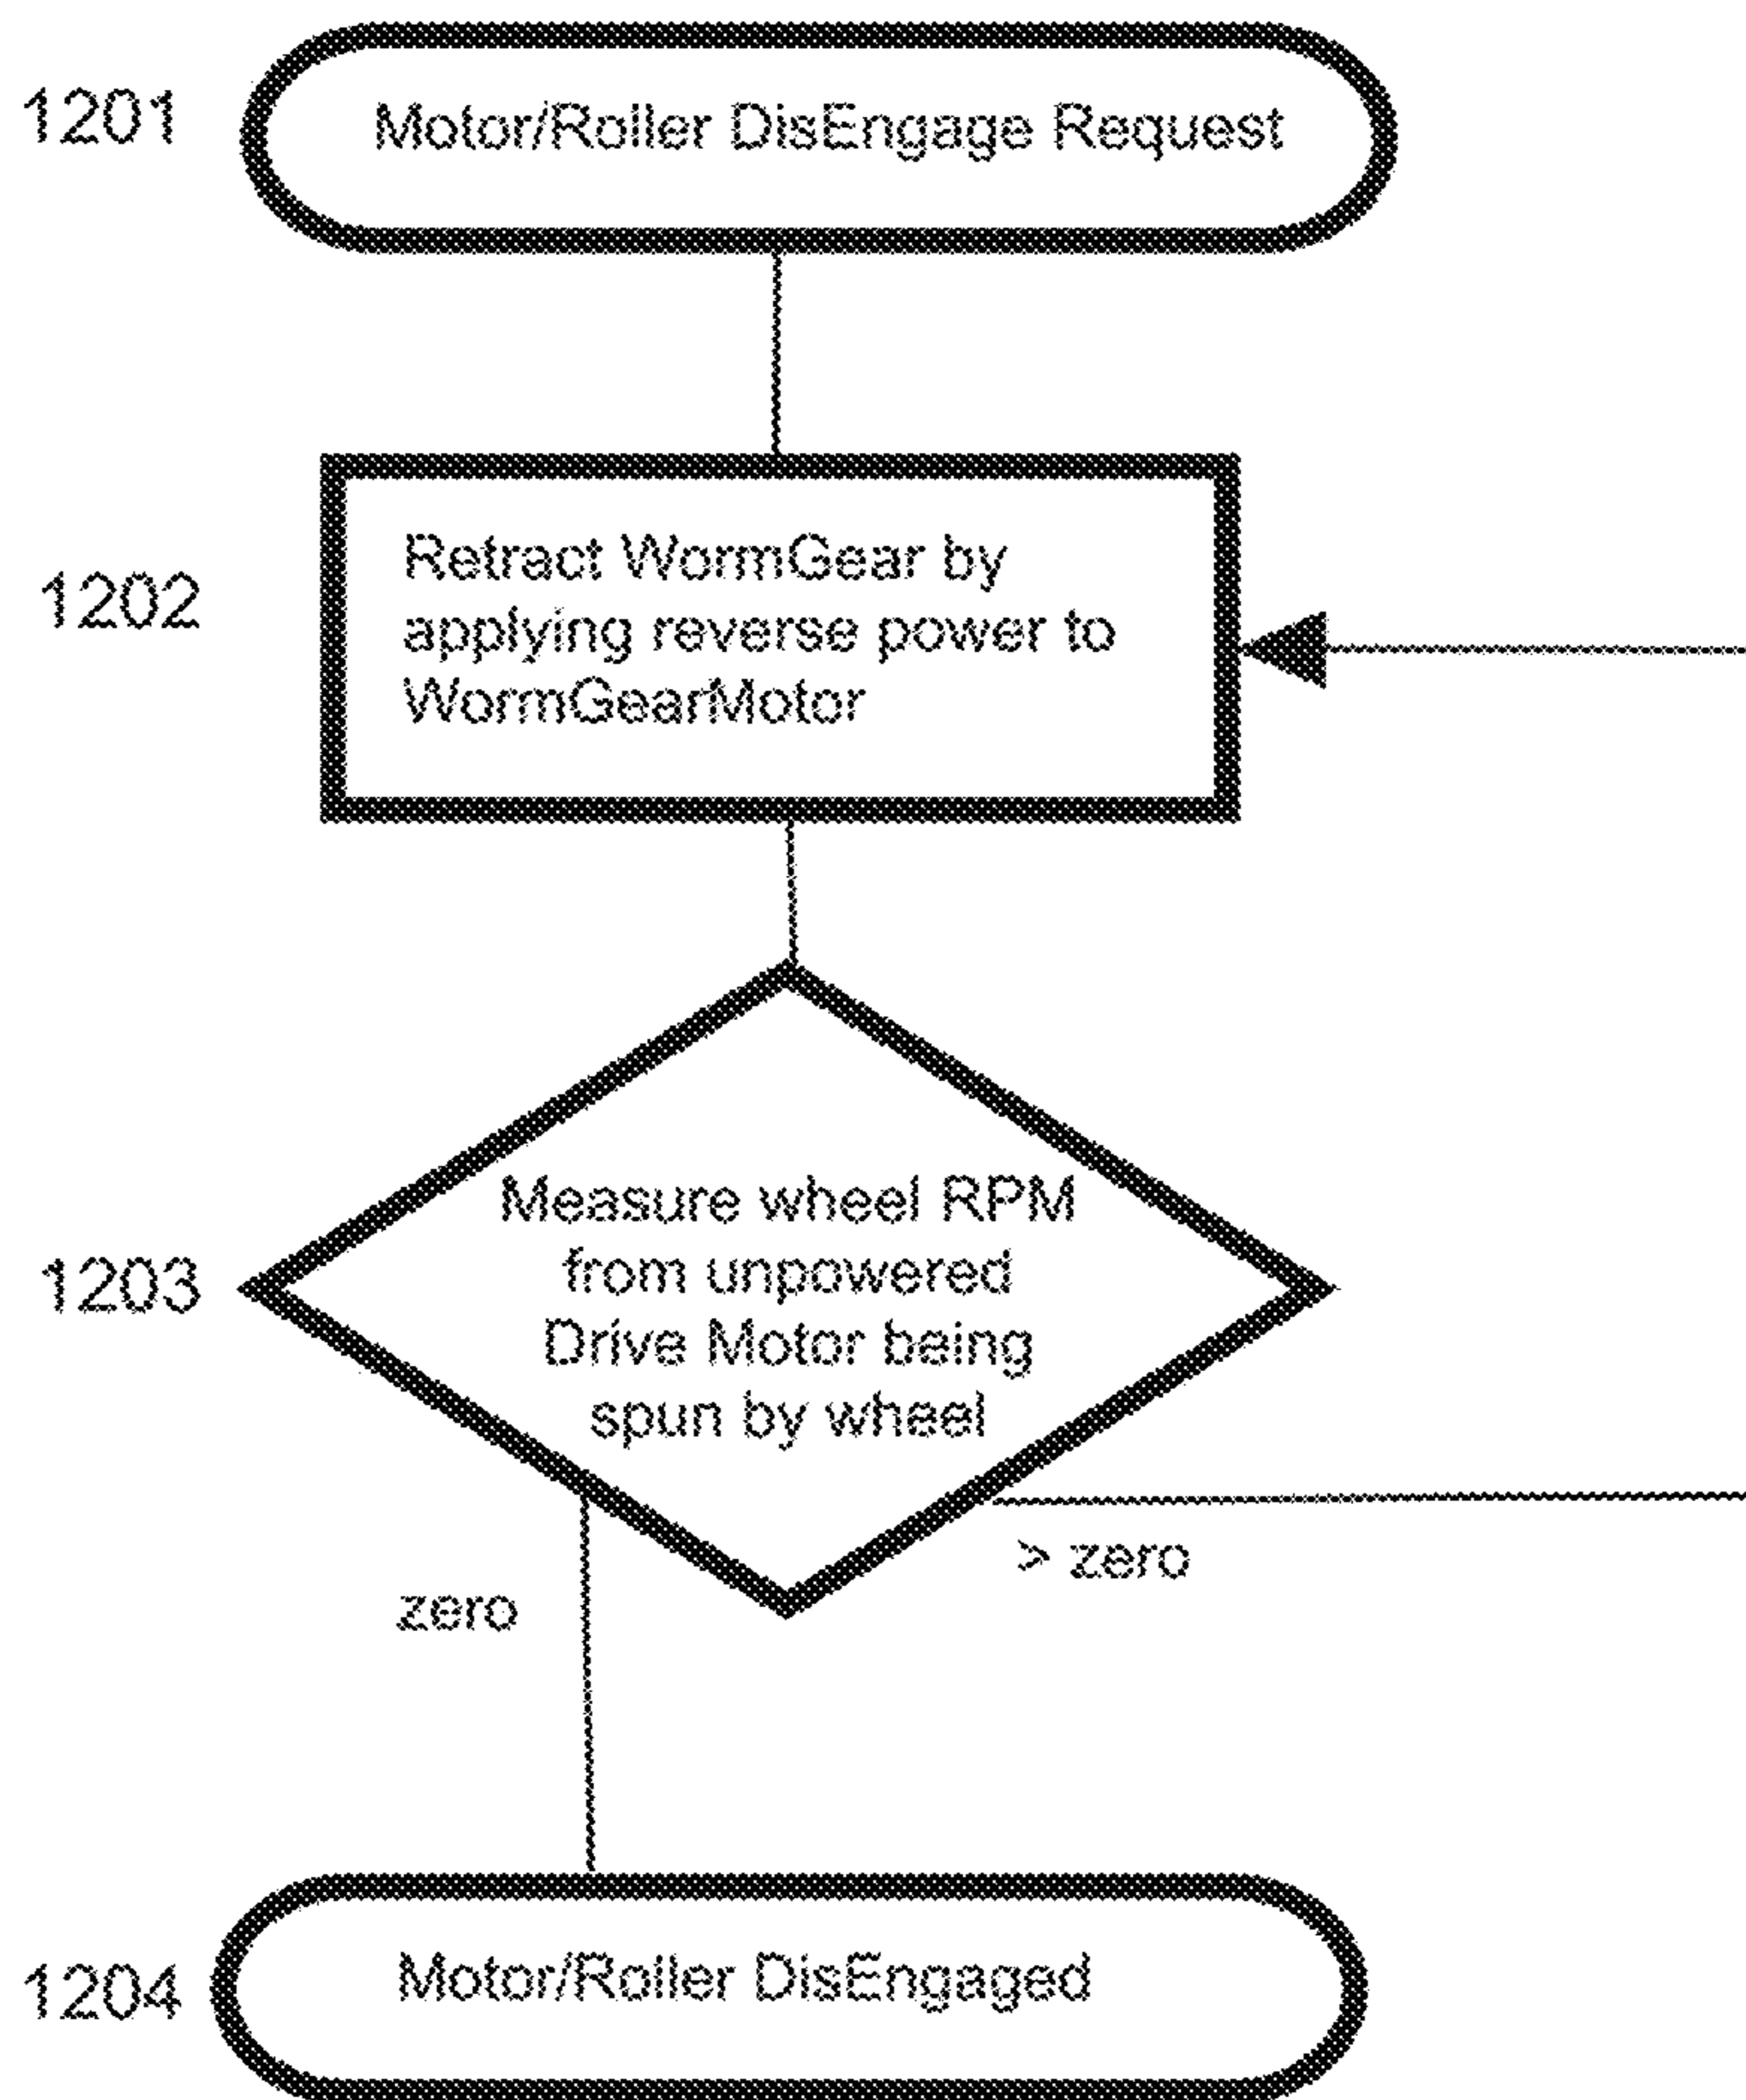 1201
Motor/Roller DisEngage Request
1202
Retract WormGear by
applying reverse power to
WormGearMotor
1203
Measure wheel RPM
from unpowered
Drive Motor being
spun by wheel
> zero
zero
1204
Motor/Roller DisEngaged